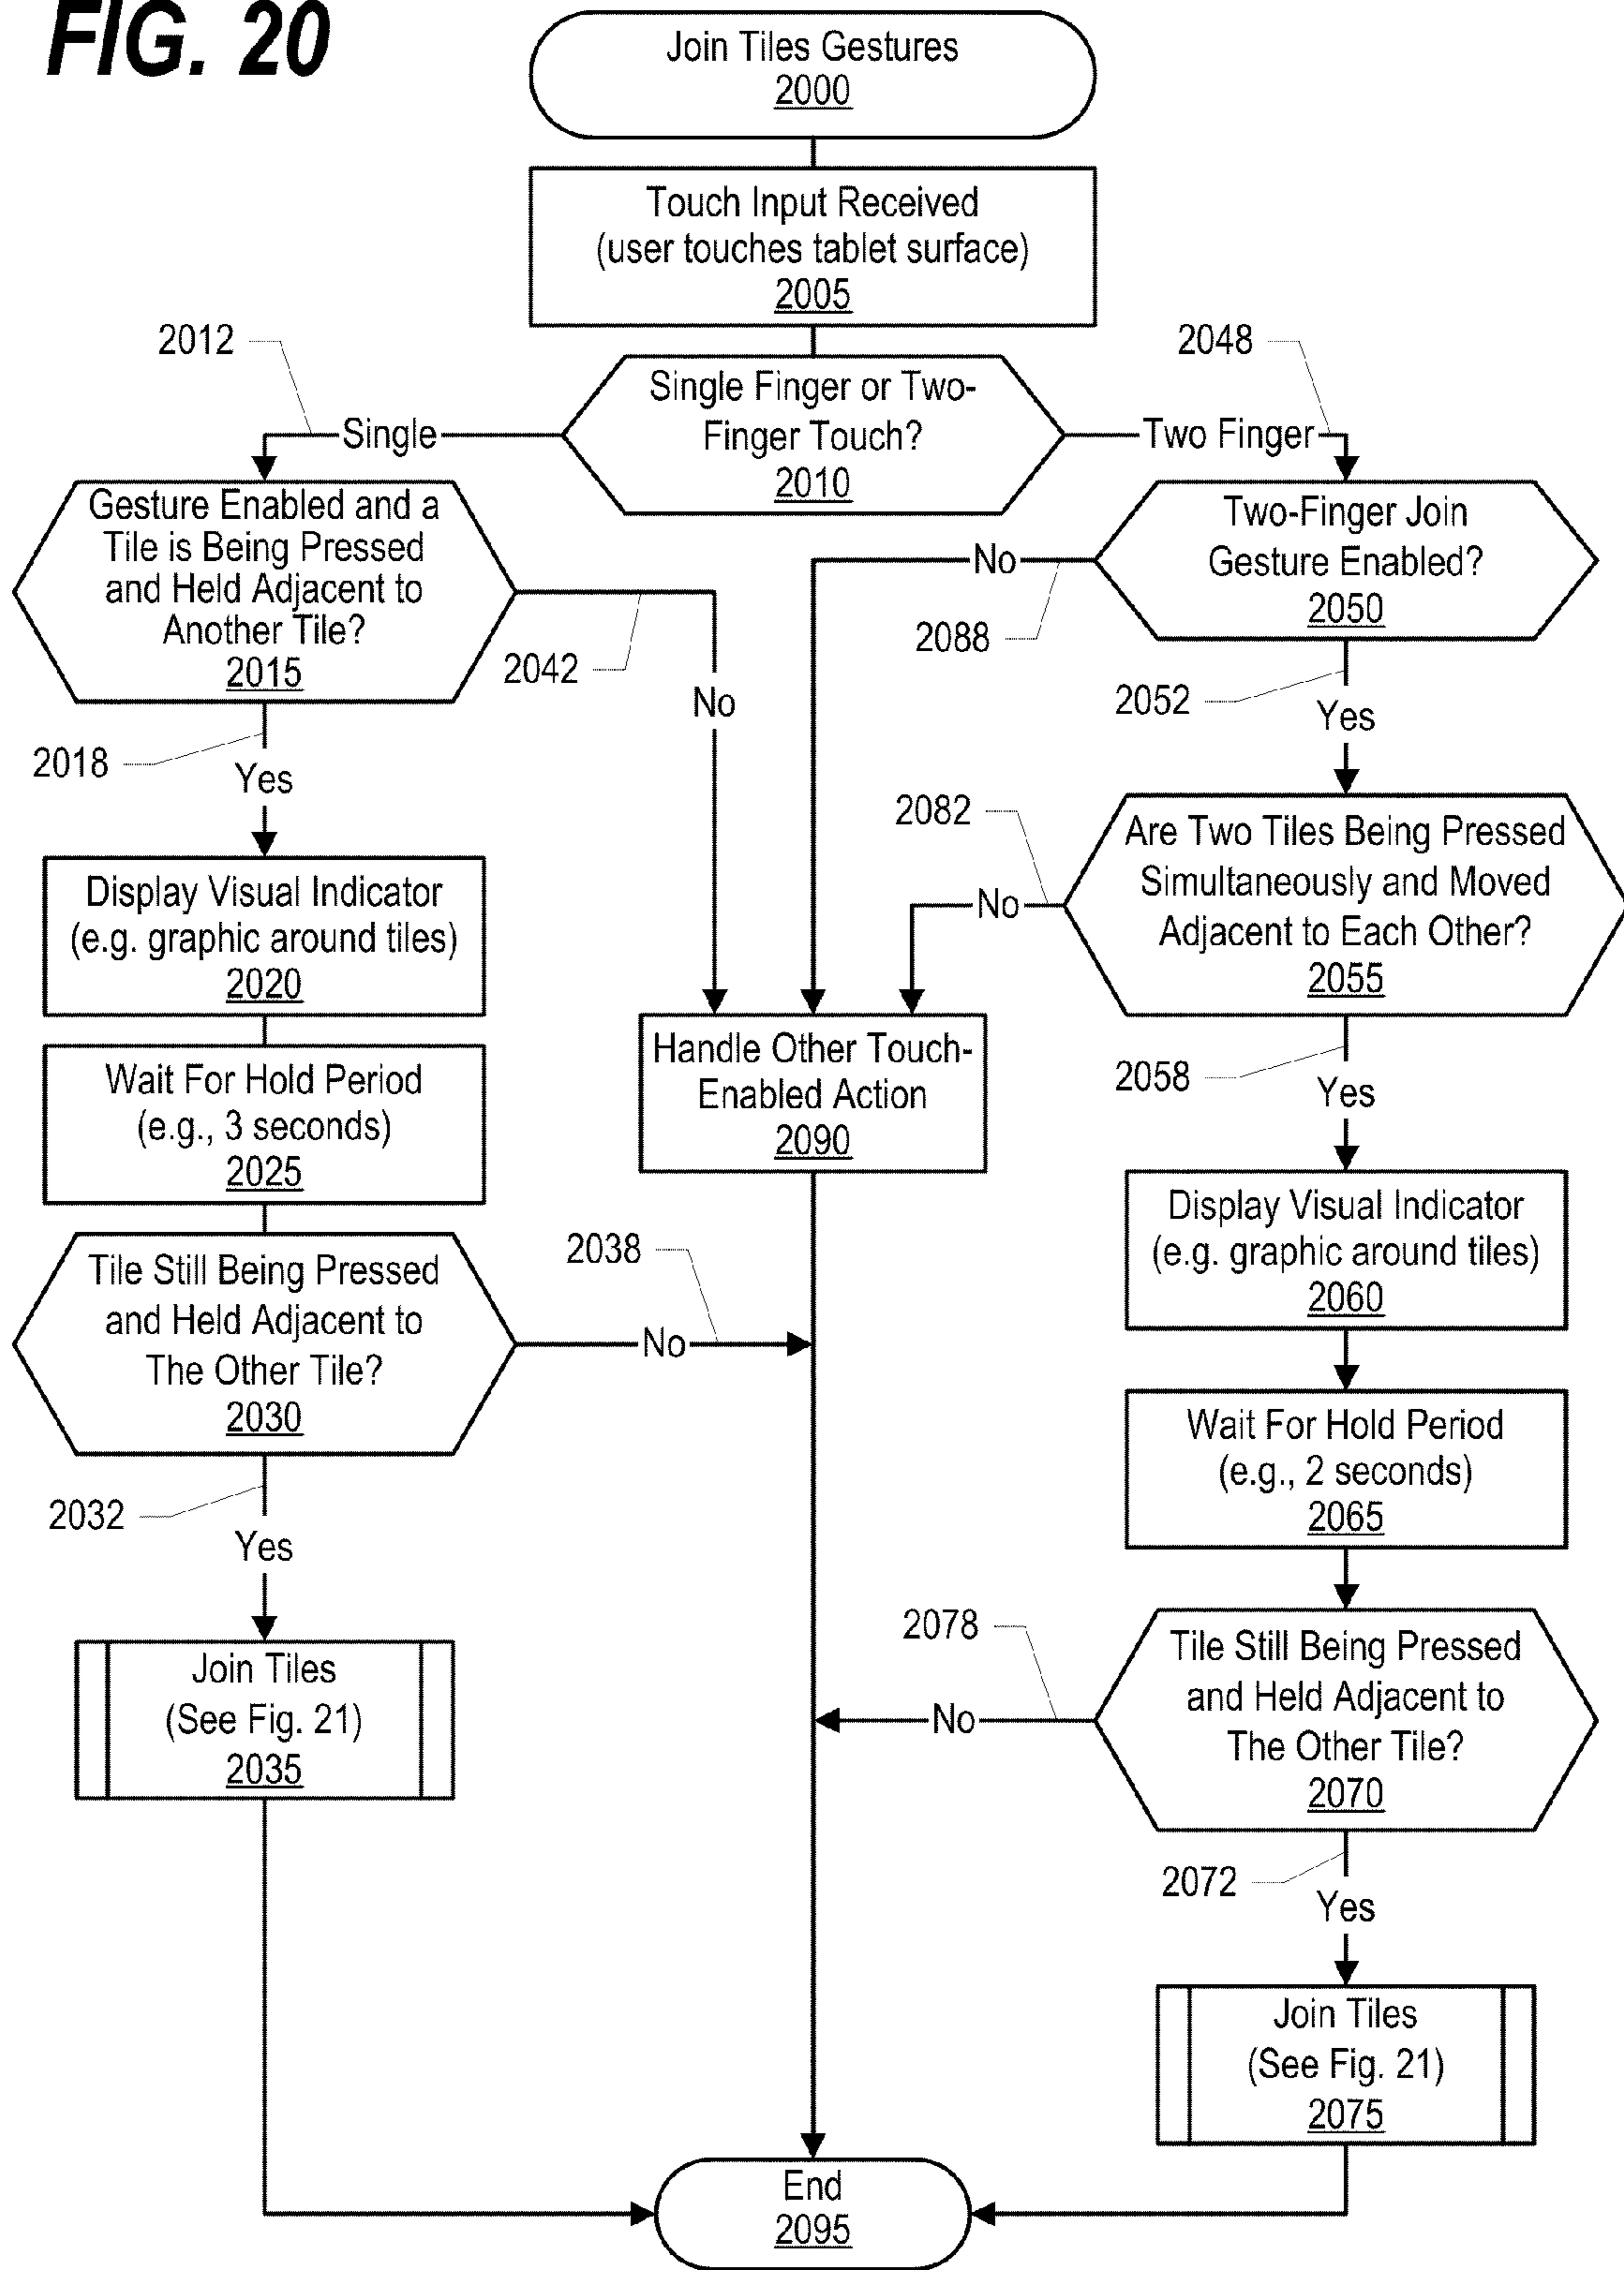 FIG. 20
Join Tiles Gestures
2000
Touch Input Received
(user touches tablet surface)
2005
2012
2048
Single Finger or Two-
Finger Touch?
2010
Single
Two Finger
Gesture Enabled and a
Tile is Being Pressed
and Held Adjacent to
Another Tile?
2015
2042
No
2018
Yes
Two-Finger Join
Gesture Enabled?
2050
No
2088
2052
Yes
2082
Are Two Tiles Being Pressed
Simultaneously and Moved
Adjacent to Each Other?
2055
No
2058
Yes
Display Visual Indicator
(e.g. graphic around tiles)
2020
Wait For Hold Period
(e.g., 3 seconds)
2025
Handle Other Touch-
Enabled Action
2090
Tile Still Being Pressed
and Held Adjacent to
The Other Tile?
2030
2038
No
2032
Yes
Join Tiles
(See Fig. 21)
2035
Display Visual Indicator
(e.g. graphic around tiles)
2060
Wait For Hold Period
(e.g., 2 seconds)
2065
2078
No
Tile Still Being Pressed
and Held Adjacent to
The Other Tile?
2070
2072
Yes
Join Tiles
(See Fig. 21)
2075
End
2095